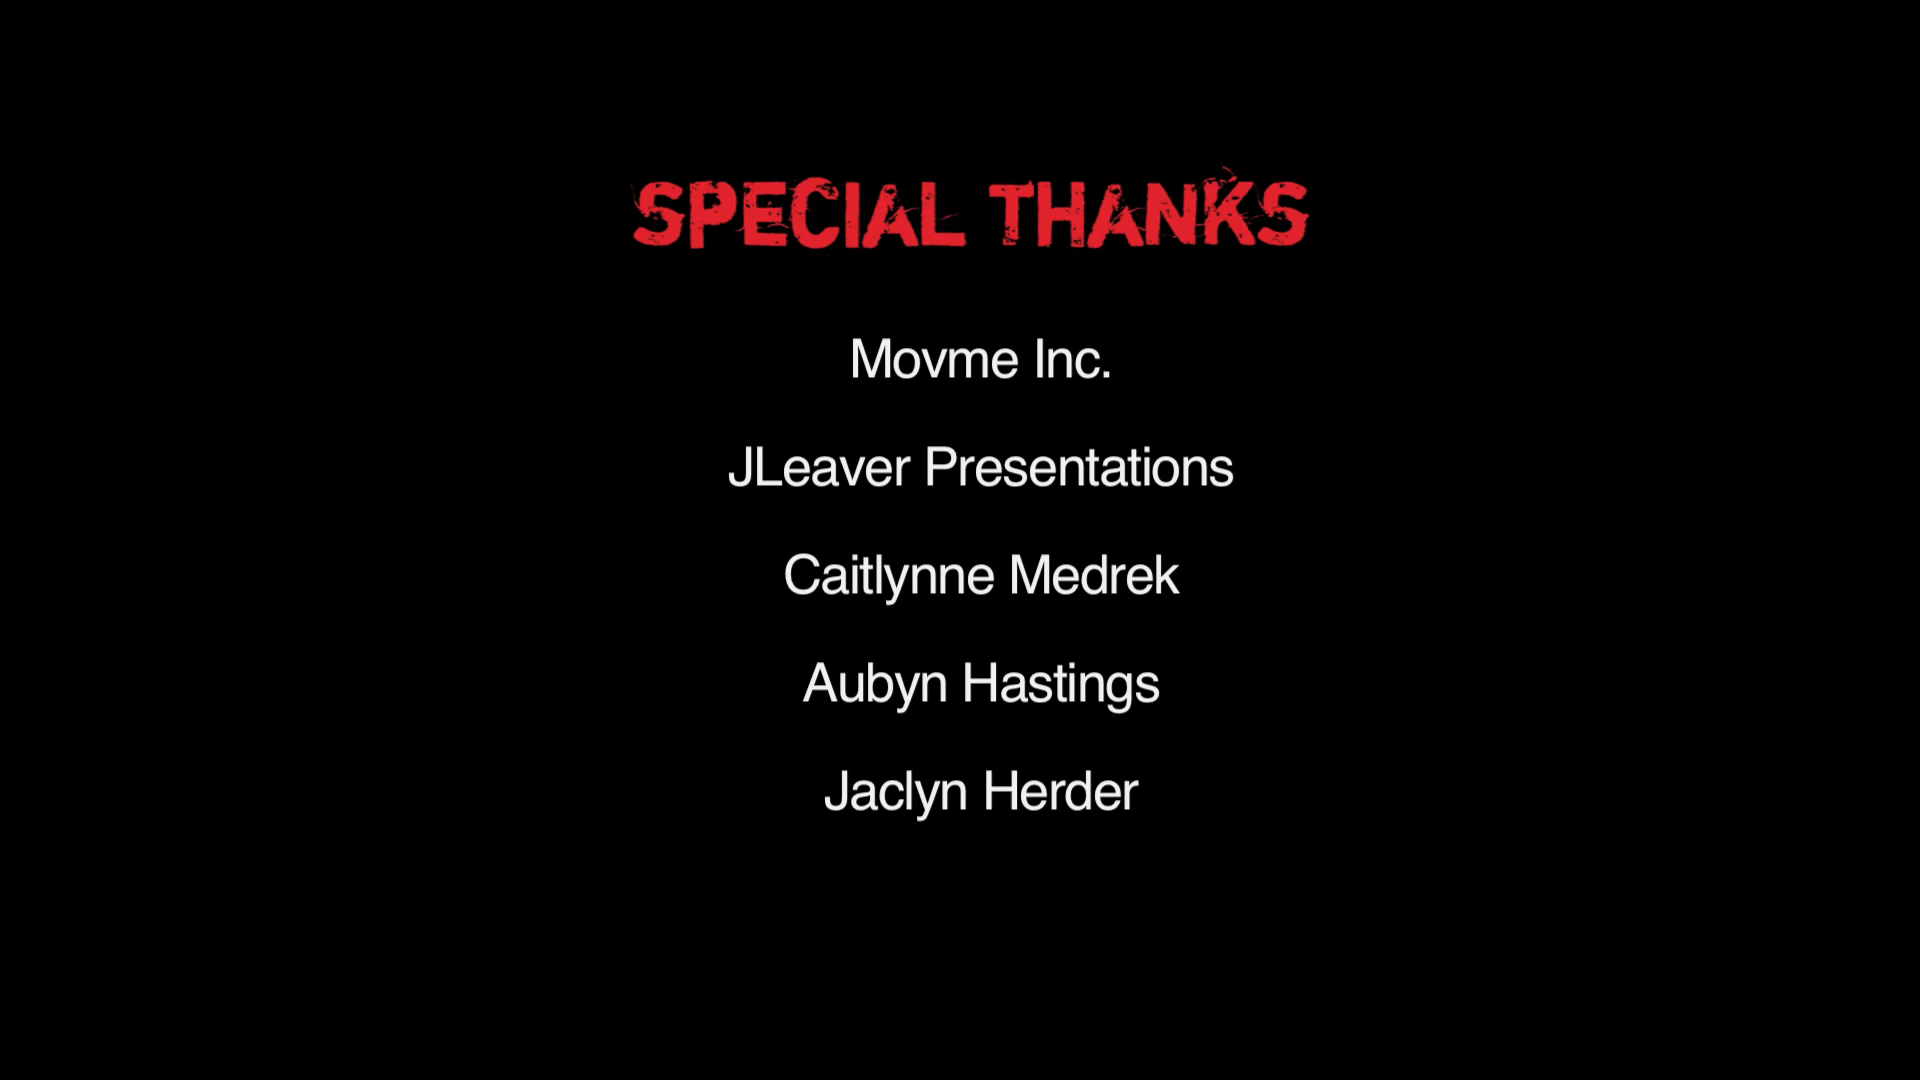 SPECIAL THANKS
Movme Inc.
JLeaver Presentations
Caitlynne Medrek
Aubyn Hastings
Jaclyn Herder